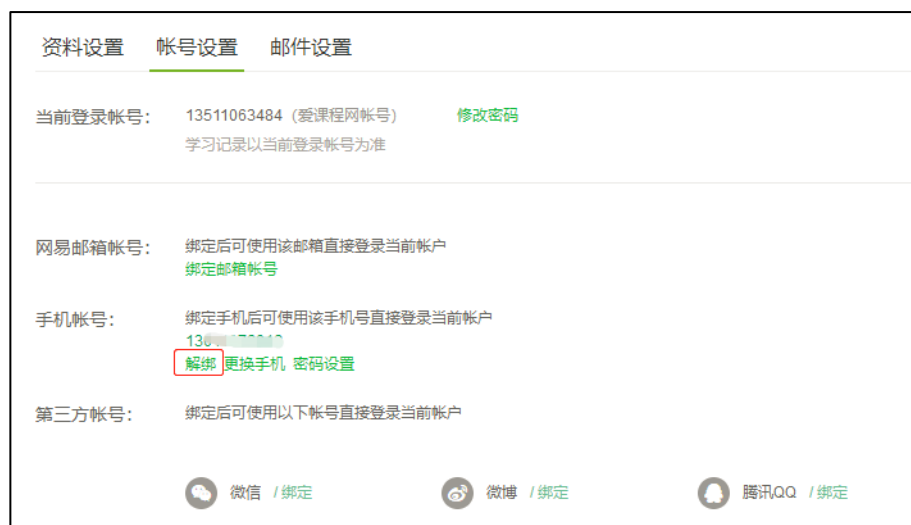 资料设置 帐号设置 邮件设置
当前登录帐号： 13511063484（爱课程网帐号） 修改密码
学习记录以当前登录帐号为准
网易邮箱帐号： 绑定后可使用该邮箱直接登录当前帐户
绑定邮箱帐号
手机帐号： 绑定手机后可使用该手机号直接登录当前帐户
解绑 更换手机 密码设置
第三方帐号： 绑定后可使用以下帐号直接登录当前帐户
微信 /绑定 微博 /绑定 腾讯QQ /绑定